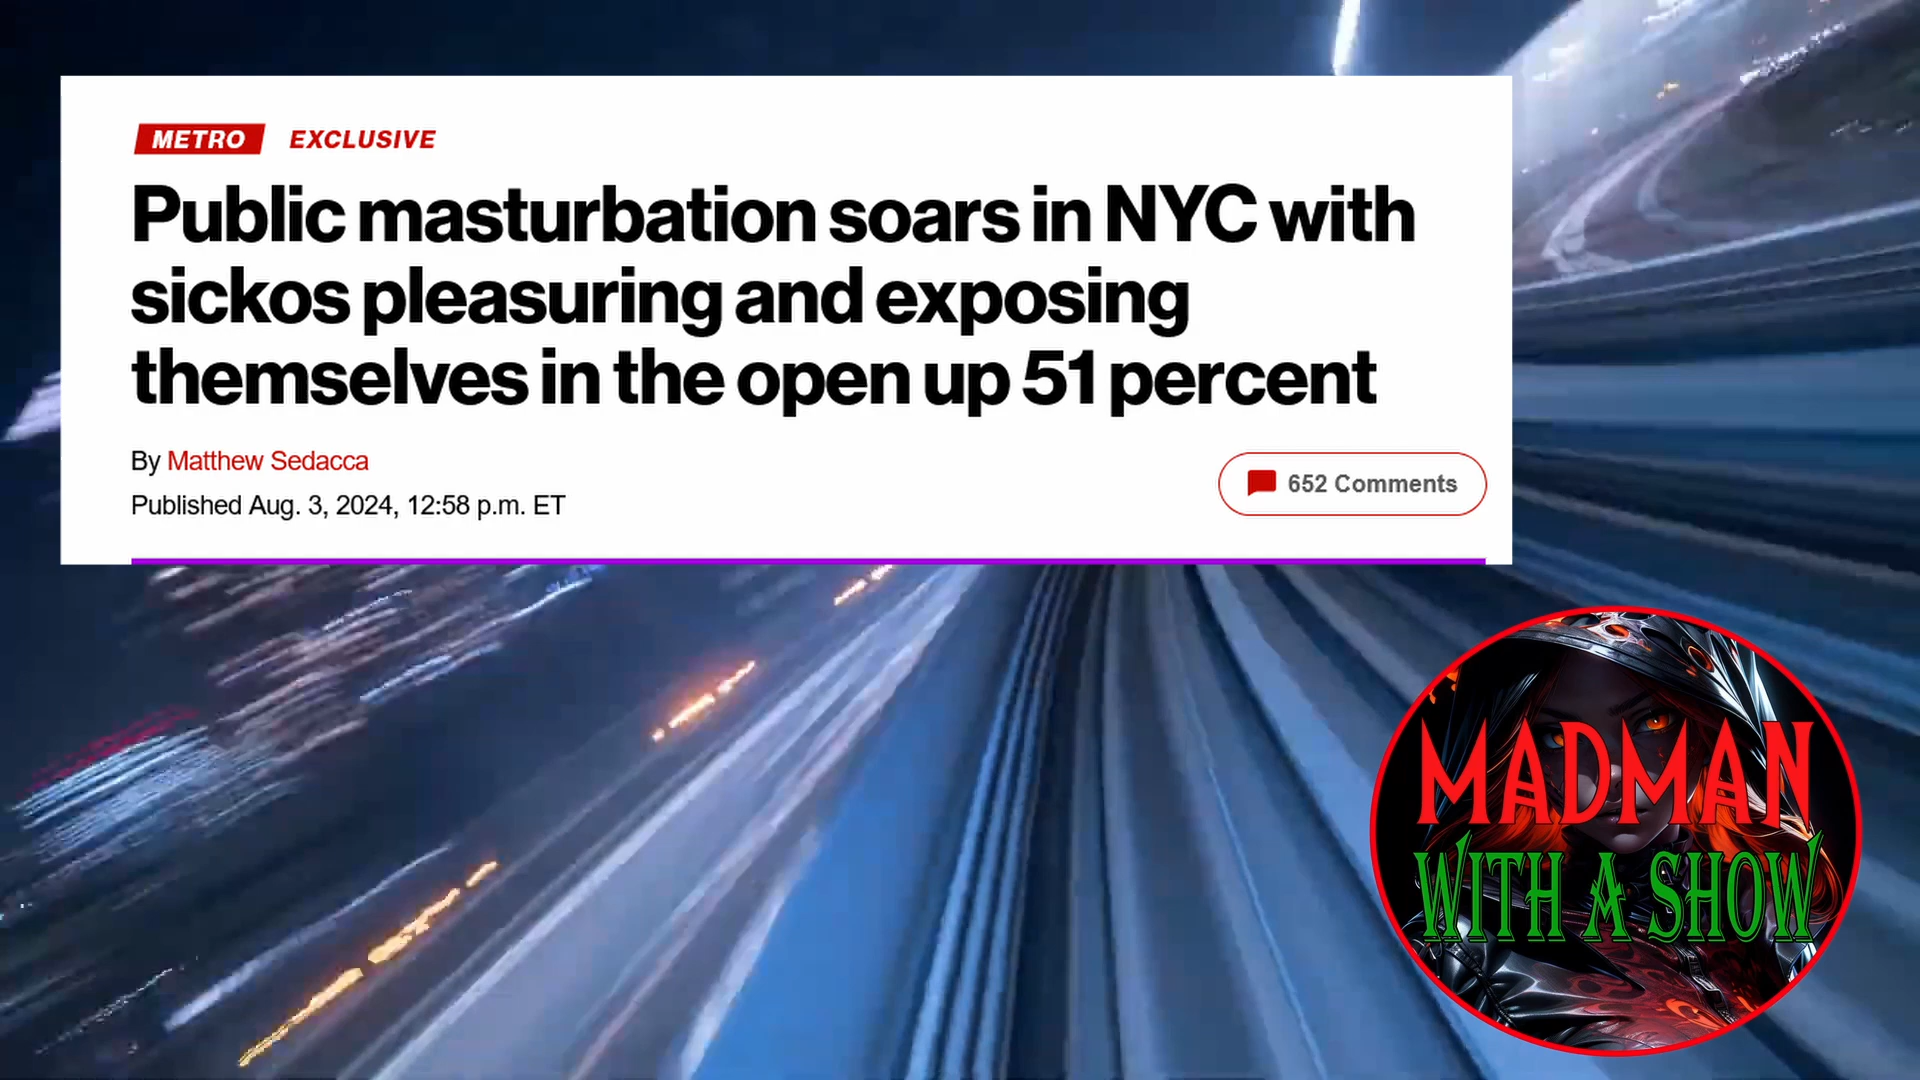 METRO EXCLUSIVE
Public masturbation soars in NYC with
sickos pleasuring and exposing
themselves in the open up 51 percent
By Matthew Sedacca
Published Aug. 3, 2024, 12:58 p.m. ET
652 Comments
MADMAN
WITH A SHOW